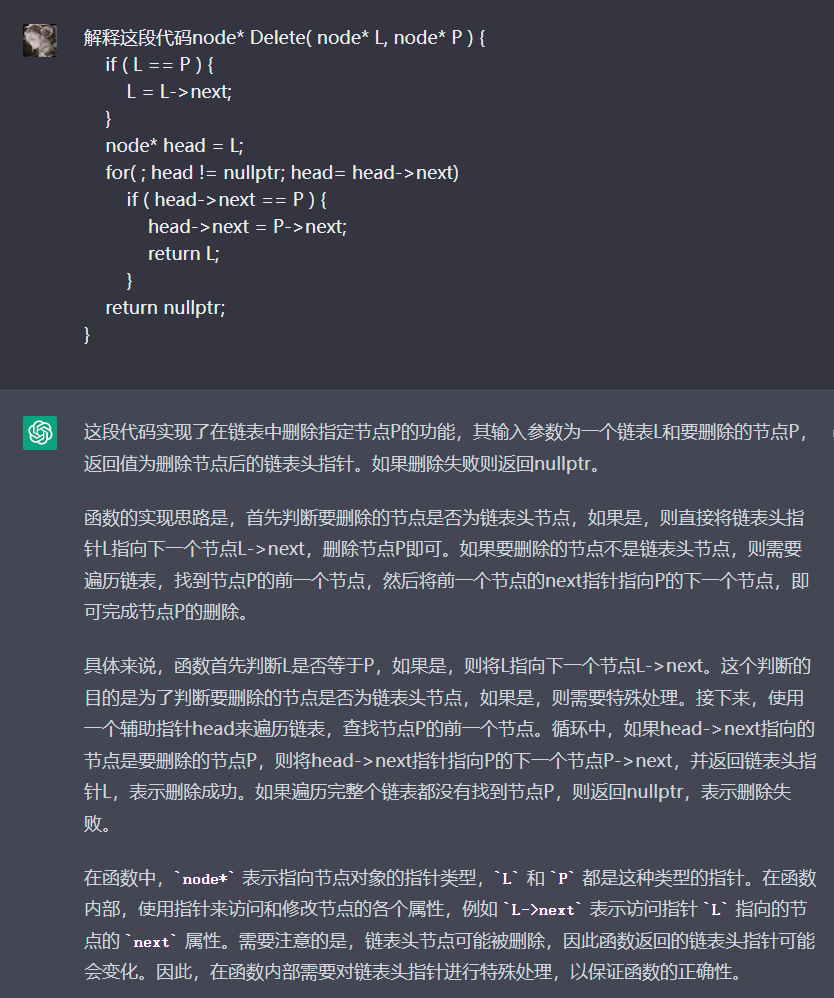 解释这段代码node* Delete( node* L, node* P ) {
if ( L == P ) {
L = L->next;
}
node* head = L;
for( ; head != nullptr; head= head->next)
if ( head->next == P ) {
head->next = P->next;
return L;
}
return nullptr;
}
这段代码实现了在链表中删除指定节点P的功能，其输入参数为一个链表L和要删除的节点P，
返回值为删除节点后的链表头指针。如果删除失败则返回nullptr。
函数的实现思路是，首先判断要删除的节点是否为链表头节点，如果是，则直接将链表头指
针L指向下一个节点L->next，删除节点P即可。如果要删除的节点不是链表头节点，则需要
遍历链表，找到节点P的前一个节点，然后将前一个节点的next指针指向P的下一个节点，即
可完成节点P的删除。
具体来说，函数首先判断L是否等于P，如果是，则将L指向下一个节点L->next。这个判断的
目的是为了判断要删除的节点是否为链表头节点，如果是，则需要特殊处理。接下来，使用
一个辅助指针head来遍历链表，查找节点P的前一个节点。循环中，如果head->next指向的
节点是要删除的节点P，则将head->next指针指向P的下一个节点P->next，并返回链表头指
针L，表示删除成功。如果遍历完整个链表都没有找到节点P，则返回nullptr，表示删除失
败。
在函数中，`node*` 表示指向节点对象的指针类型，`L` 和 `P` 都是这种类型的指针。在函数
内部，使用指针来访问和修改节点的各个属性，例如 `L->next` 表示访问指针 `L` 指向的节
点的 `next` 属性。需要注意的是，链表头节点可能被删除，因此函数返回的链表头指针可能
会变化。因此，在函数内部需要对链表头指针进行特殊处理，以保证函数的正确性。